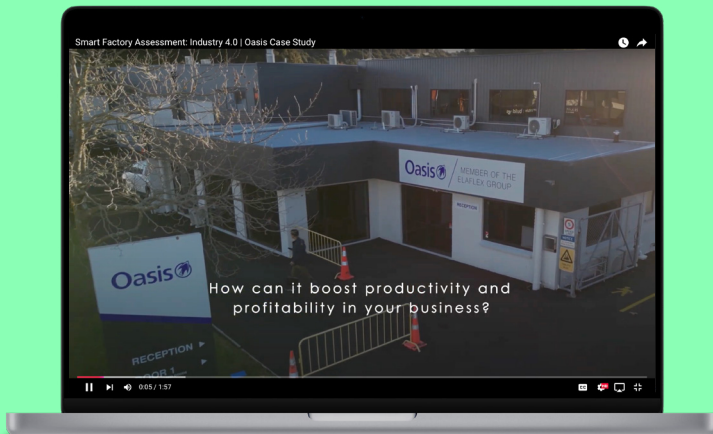 Smart Factory Assessment: Industry 4.0 | Oasis Case Study
Oasis
MEMBER OF THE
ELAFLEX GROUP
RECEPTION
Oasis
How can it boost productivity and
profitability in your business?
RECEPTION
0:05 / 1:57
CC